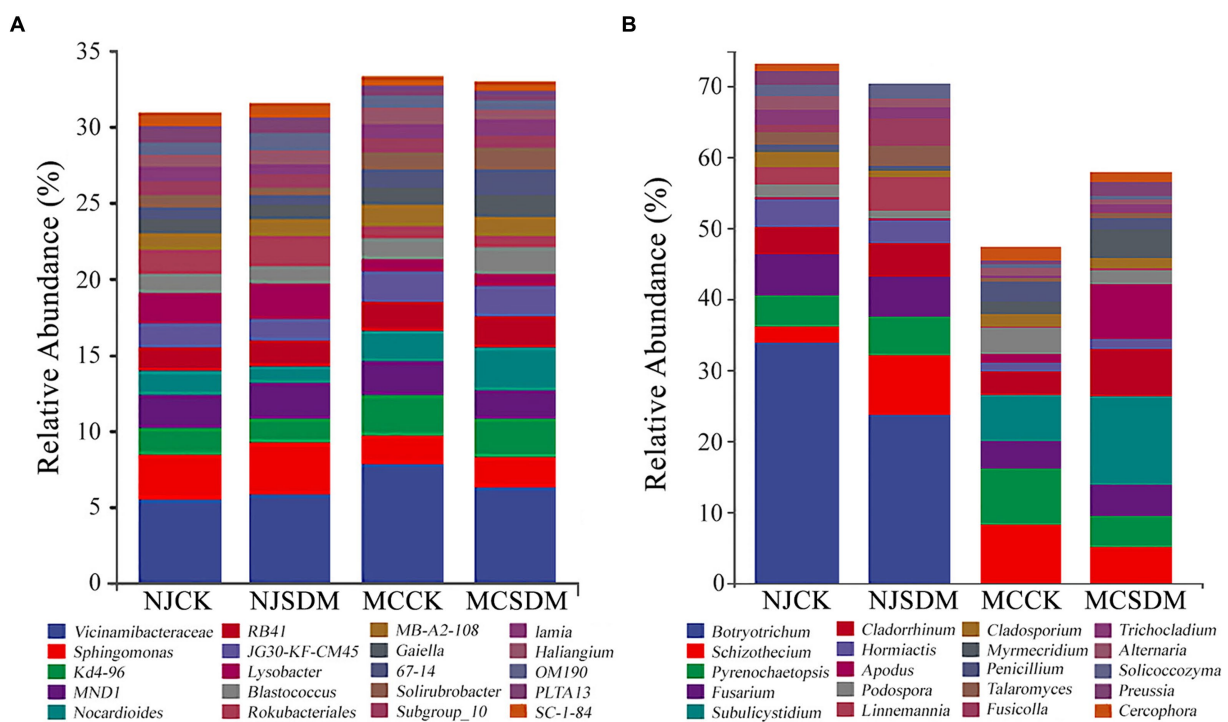 A
Relative Abundance (%)
35
30
25
20
15
10
5
0
NJCK NJSDM MCCK MCSDM
Vicinamibacteraceae RB41 MB-A2-108 Iamia
Sphingomonas JG30-KF-CM45 Gaiella Haliangium
Kd4-96 Lysobacter 67-14 OM190
MND1 Blastococcus Solirubrobacter PLTA13
Nocardioides Rokubacteriales Subgroup_10 SC-1-84
B
Relative Abundance (%)
70
60
50
40
30
20
10
0
NJCK NJSDM MCCK MCSDM
Botryotrichum Cladorrhinum Cladosporium Trichocladium
Schizothecium Hormiactis Myrmecridium Alternaria
Pyrenochaetopsis Apodus Penicillium Solicoccozyma
Fusarium Podospora Talaromyces Preussia
Subulicystidium Linnemannia Fusicolla Cercophora